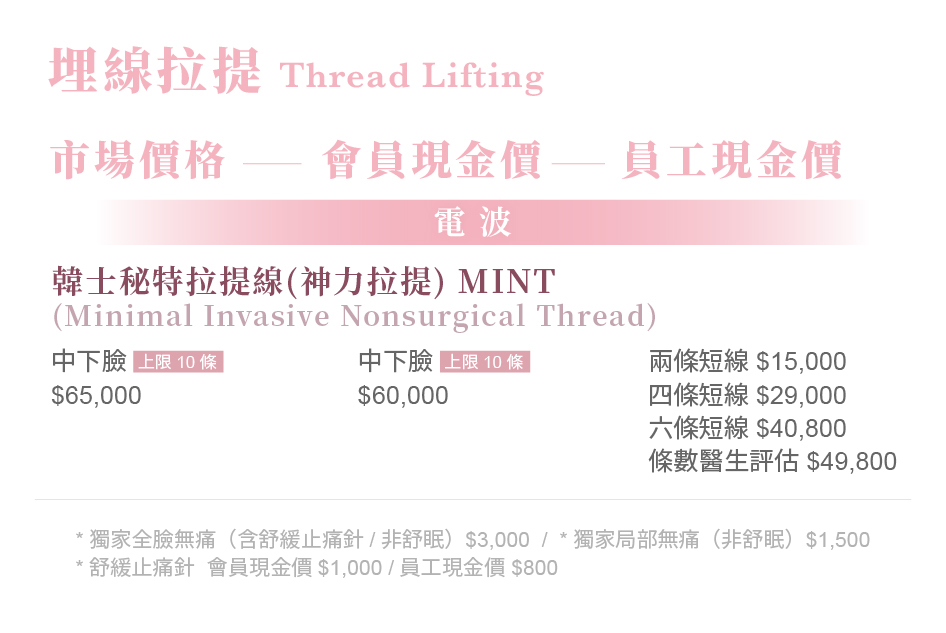 埋線拉提 Thread Lifting
市場價格 — 會員現金價 — 員工現金價
電波
韓士秘特拉提線(神力拉提) MINT
(Minimal Invasive Nonsurgical Thread)
中下臉 上限 10 條
$65,000
中下臉 上限 10 條
$60,000
兩條短線 $15,000
四條短線 $29,000
六條短線 $40,800
條數醫生評估 $49,800
* 獨家全臉無痛（含舒緩止痛針 / 非舒眠）$3,000 / * 獨家局部無痛（非舒眠）$1,500
* 舒緩止痛針 會員現金價 $1,000 / 員工現金價 $800